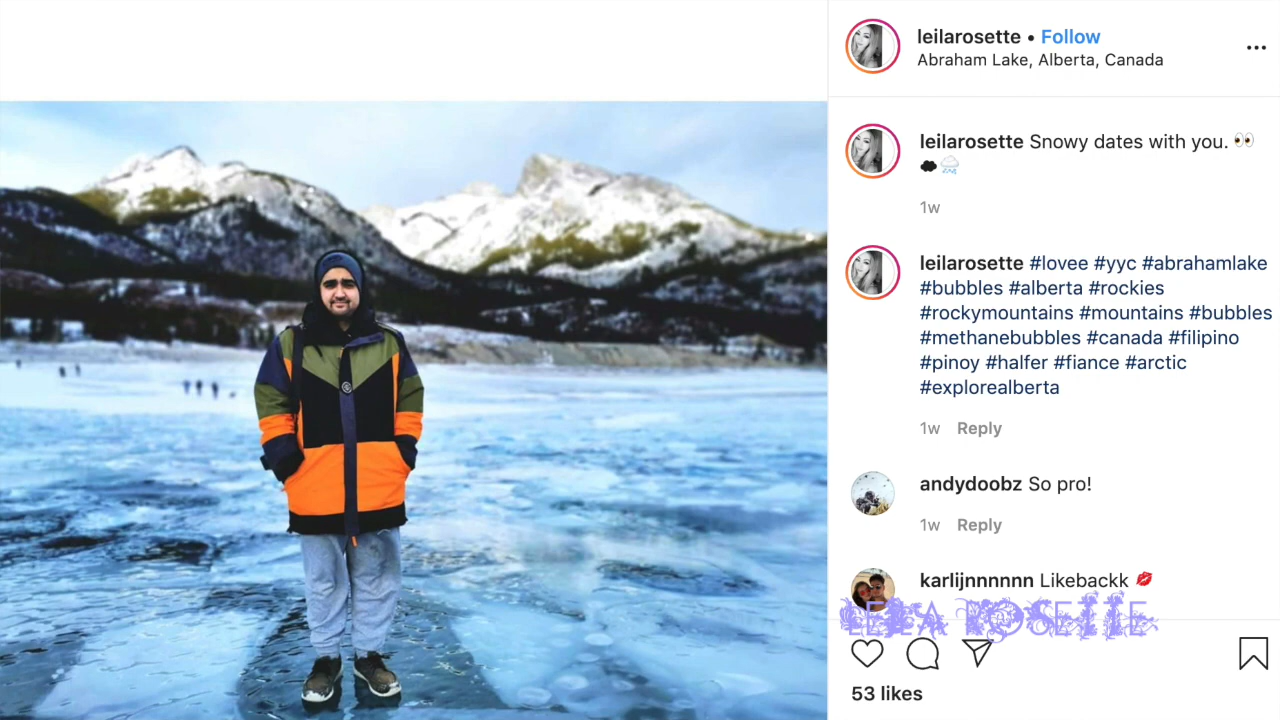 leilarosette • Follow
Abraham Lake, Alberta, Canada
leilarosette Snowy dates with you. 👀
☁️🌨️
1w
leilarosette #lovee #yyc #abrahamlake
#bubbles #alberta #rockies
#rockymountains #mountains #bubbles
#methanebubbles #canada #filipino
#pinoy #halfer #fiance #arctic
#explorealberta
1w Reply
andydoobz So pro!
1w Reply
karlijnnnnnn Likebackk 💋
LEILA ROSETTE
53 likes